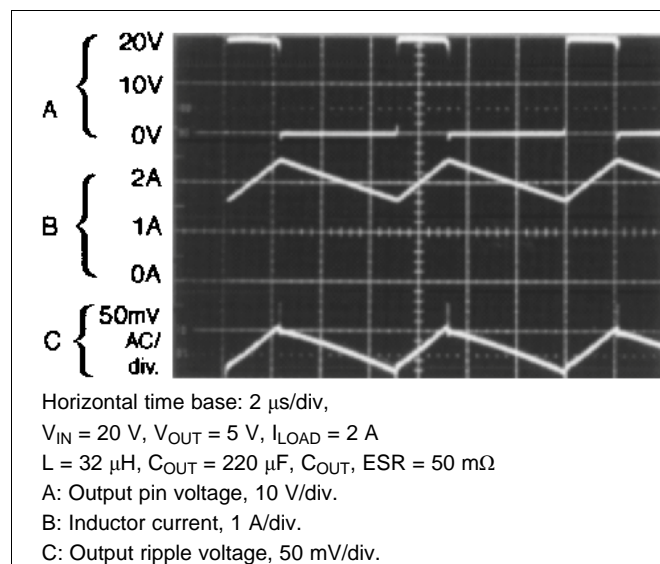 20V
A
10V
0V
2A
B
1A
0A
50mV
C
AC/
div.
Horizontal time base: 2 μs/div,
V_IN = 20 V, V_OUT = 5 V, I_LOAD = 2 A
L = 32 μH, C_OUT = 220 μF, C_OUT, ESR = 50 mΩ
A: Output pin voltage, 10 V/div.
B: Inductor current, 1 A/div.
C: Output ripple voltage, 50 mV/div.